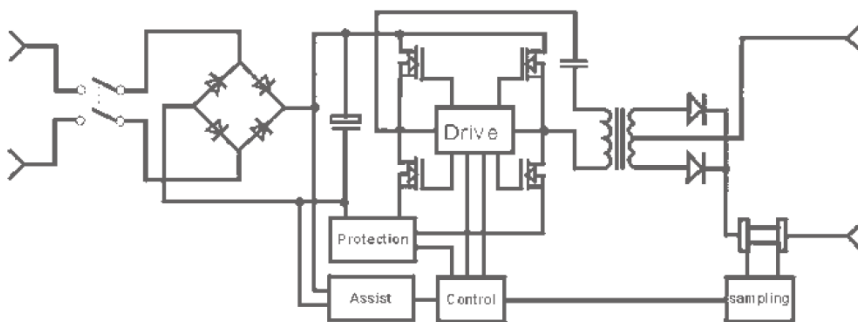 Drive
Protection
Assist
Control
sampling